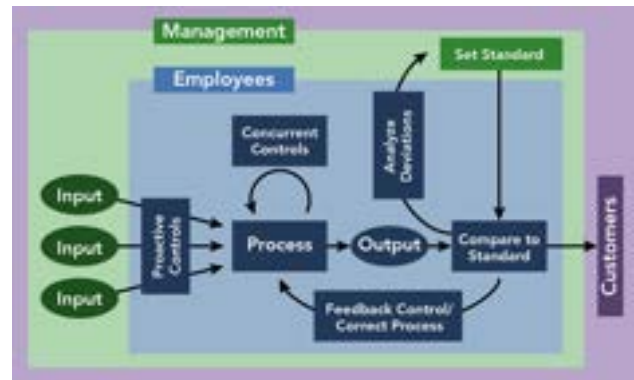 Management
Set Standard
Employees
Analyze
Deviations
Concurrent
Controls
Input
Input
Input
Proactive
Controls
Process
Output
Compare to
Standard
Customers
Feedback Control/
Correct Process